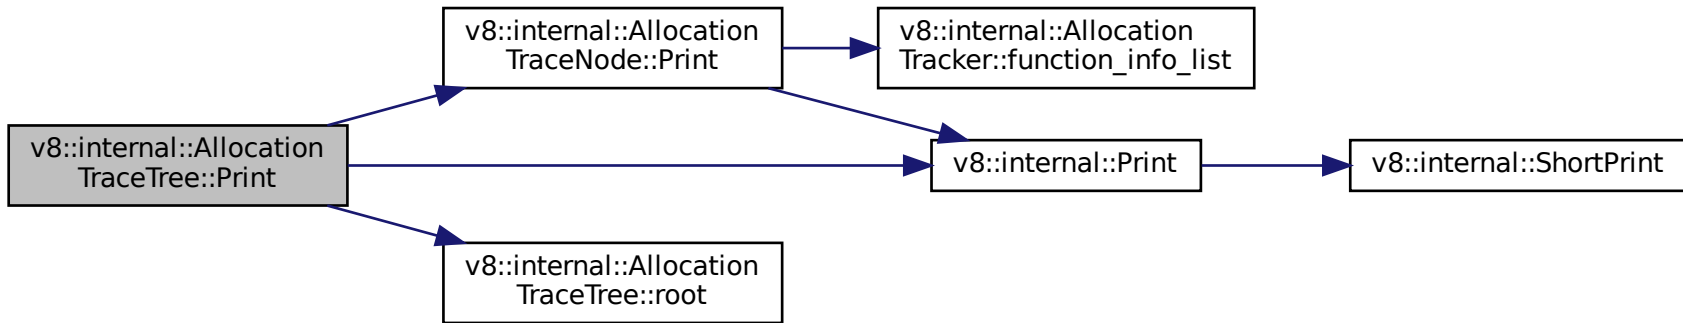 v8::internal::Allocation
TraceTree::Print
v8::internal::Allocation
TraceNode::Print
v8::internal::Allocation
Tracker::function_info_list
v8::internal::Print
v8::internal::ShortPrint
v8::internal::Allocation
TraceTree::root